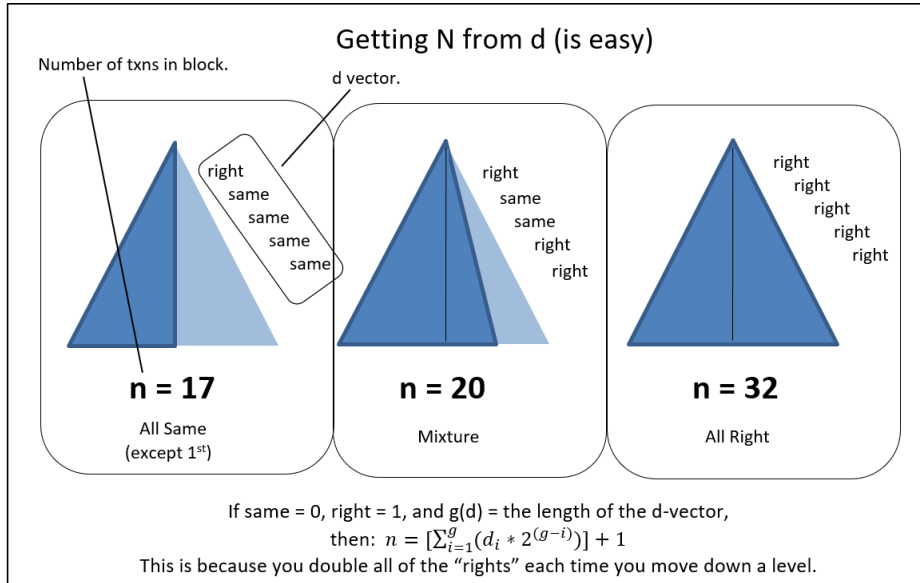 Getting N from d (is easy)
Number of txns in block.
d vector.
right
same
same
same
same
n = 17
All Same
(except 1st)
right
same
same
right
right
n = 20
Mixture
right
right
right
right
right
n = 32
All Right
If same = 0, right = 1, and g(d) = the length of the d-vector,
then: n = [∑_{i=1}^{g}(d_i * 2^{(g−i)})] + 1
This is because you double all of the “rights” each time you move down a level.